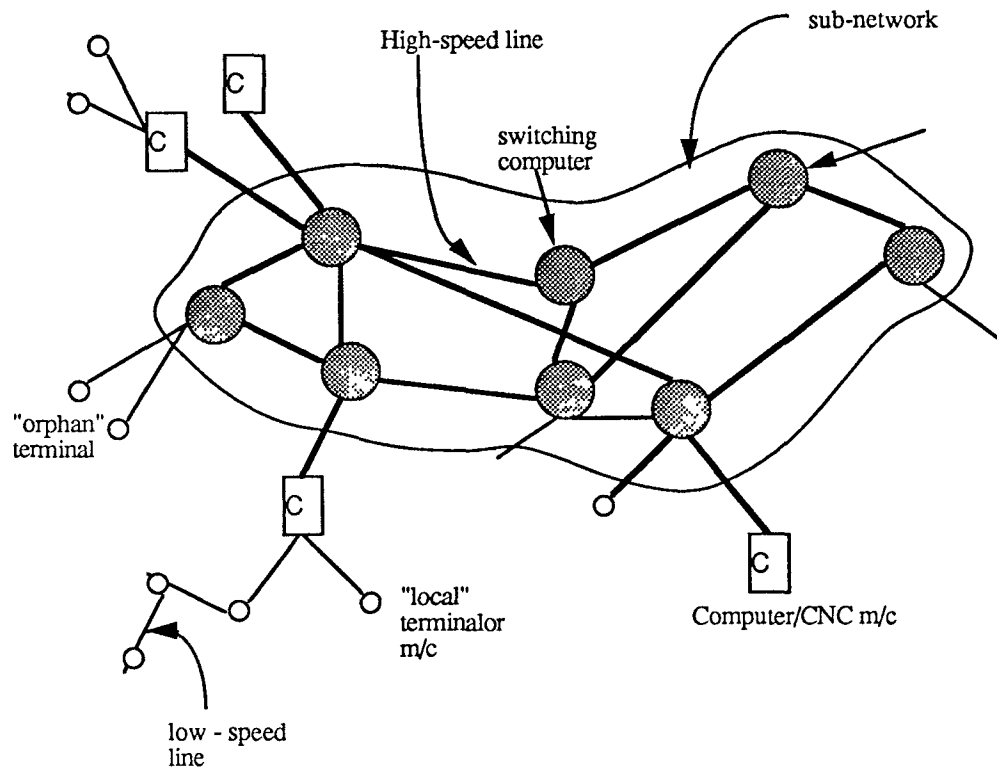 sub-network
High-speed line
C
switching
computer
C
"orphan"
terminal
C
C
"local"
terminalor
m/c
Computer/CNC m/c
low - speed
line